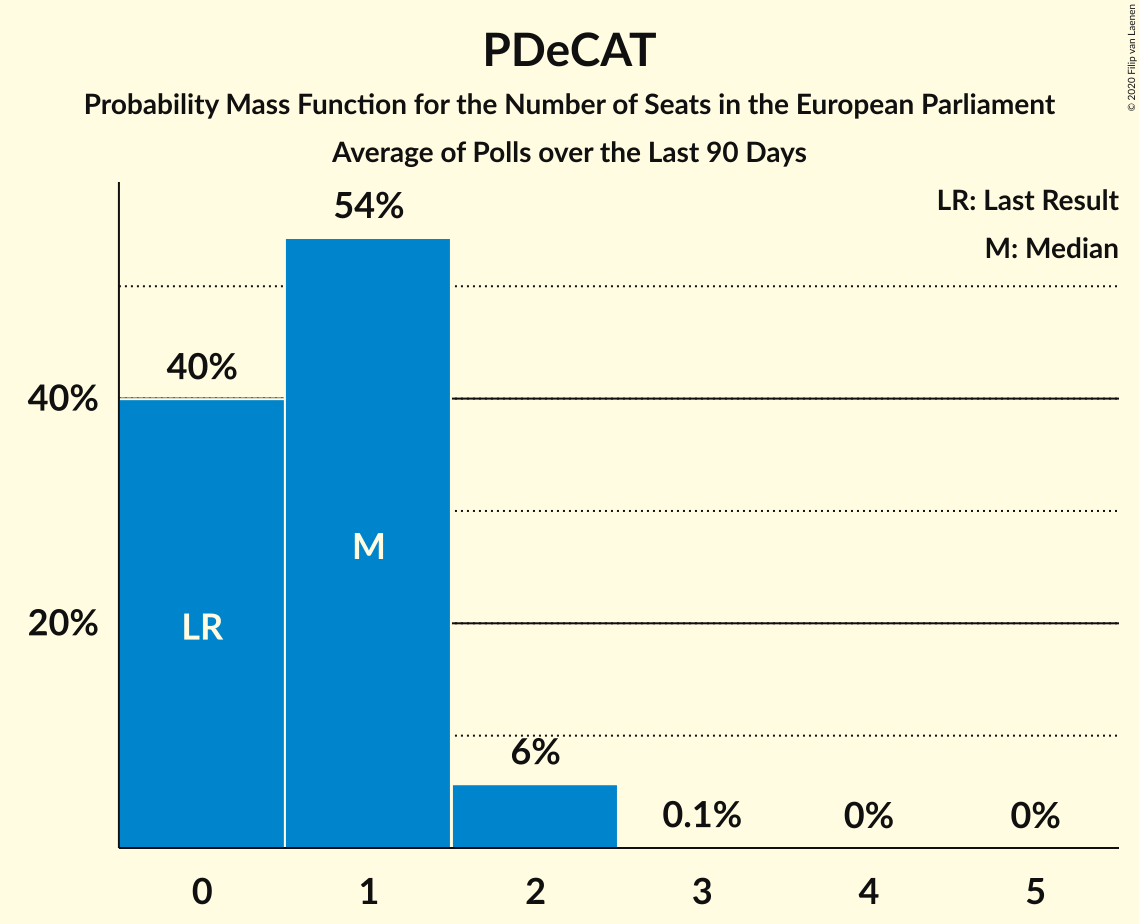 PDeCAT
Probability Mass Function for the Number of Seats in the European Parliament
Average of Polls over the Last 90 Days
© 2020 Filip van Laenen
LR: Last Result
M: Median
54%
40%
40%
M
20%
LR
6%
0.1%
0%
0%
0 1 2 3 4 5